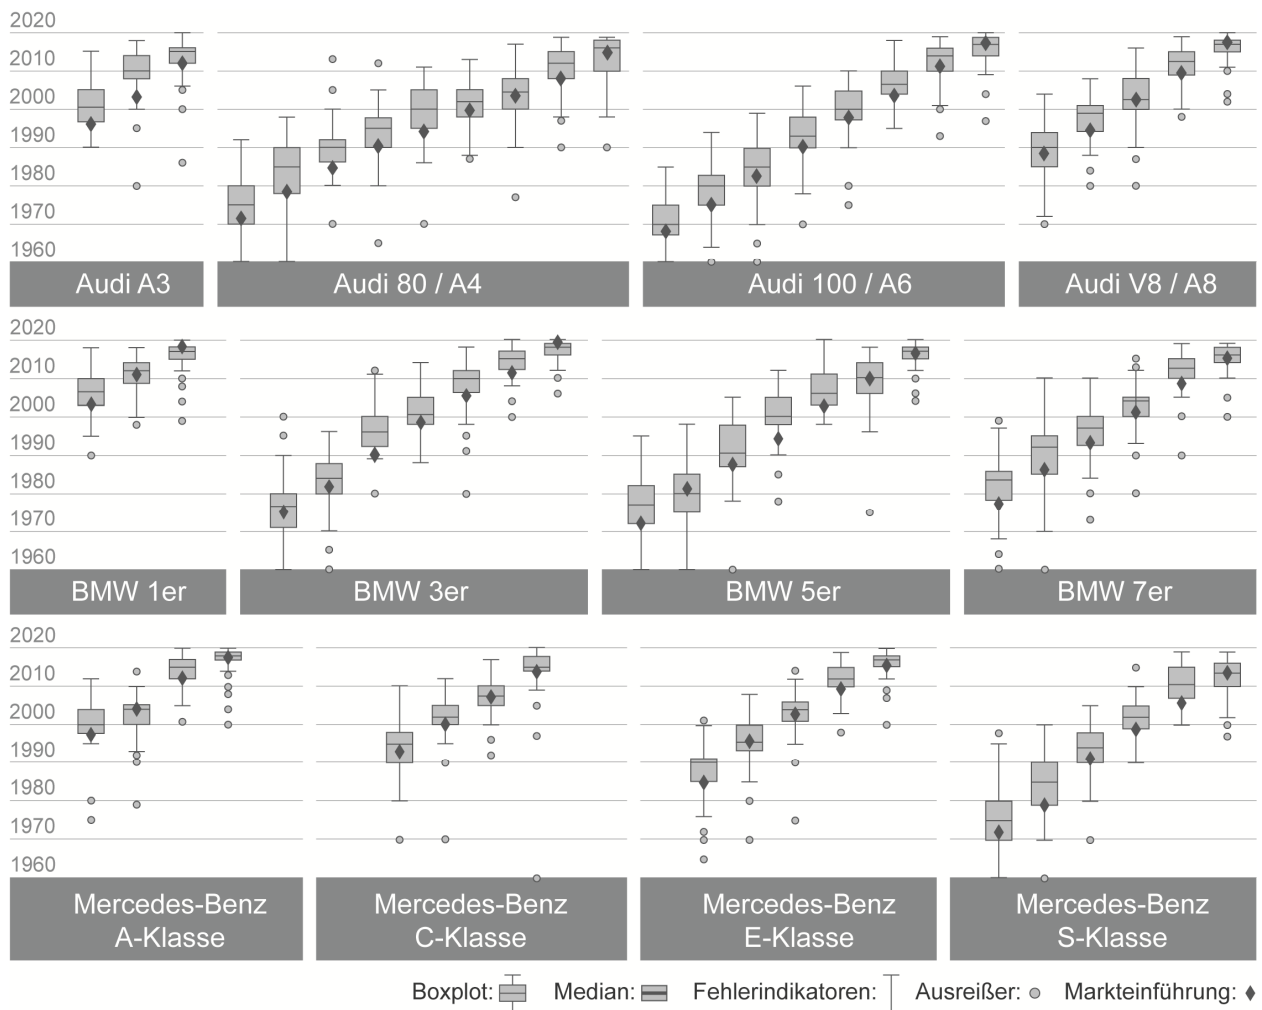 2020
2010
2000
1990
1980
1970
1960
Audi A3
Audi 80 / A4
Audi 100 / A6
Audi V8 / A8
2020
2010
2000
1990
1980
1970
1960
BMW 1er
BMW 3er
BMW 5er
BMW 7er
2020
2010
2000
1990
1980
1970
1960
Mercedes-Benz
A-Klasse
Mercedes-Benz
C-Klasse
Mercedes-Benz
E-Klasse
Mercedes-Benz
S-Klasse
Boxplot: Median: Fehlerindikatoren: Ausreißer: Markteinführung: